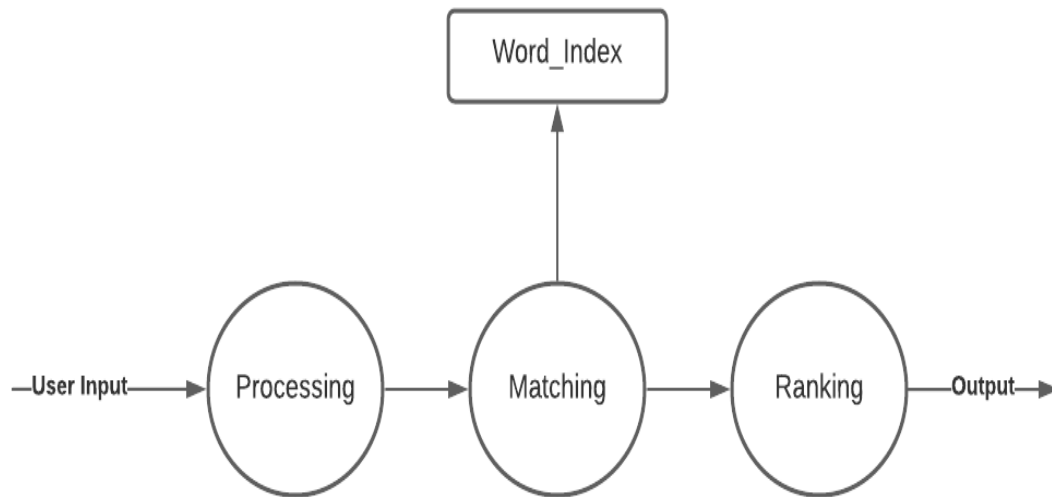 Word_Index
User Input
Processing
Matching
Ranking
Output